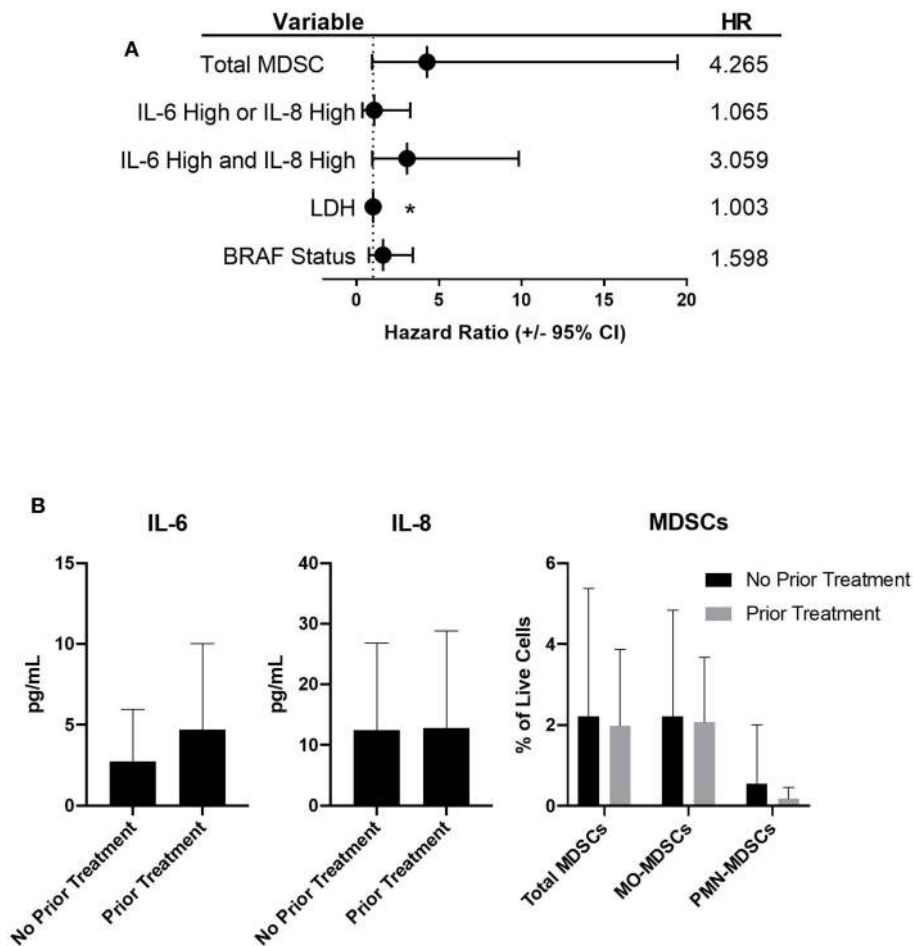 Variable HR
A
Total MDSC 4.265
IL-6 High or IL-8 High 1.065
IL-6 High and IL-8 High 3.059
LDH * 1.003
BRAF Status 1.598
0 5 10 15 20
Hazard Ratio (+/- 95% CI)
B
IL-6
15
10
5
0
pg/mL
No Prior Treatment
Prior Treatment
IL-8
40
30
20
10
0
pg/mL
No Prior Treatment
Prior Treatment
MDSCs
6
4
2
0
% of Live Cells
No Prior Treatment
Prior Treatment
Total MDSCs
MO-MDSCs
PMN-MDSCs